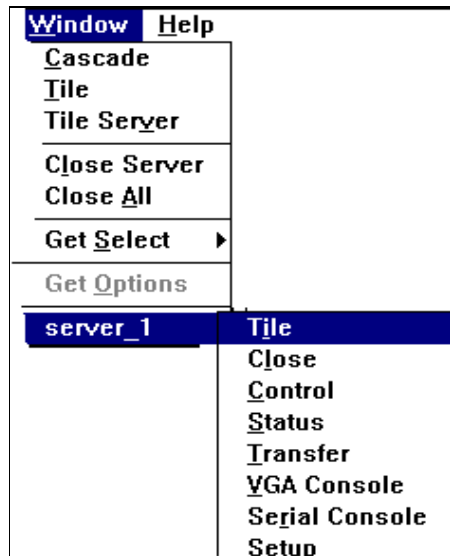 Window Help
Cascade
Tile
Tile Server
Close Server
Close All
Get Select
Get Options
server_1
Tile
Close
Control
Status
Transfer
VGA Console
Serial Console
Setup